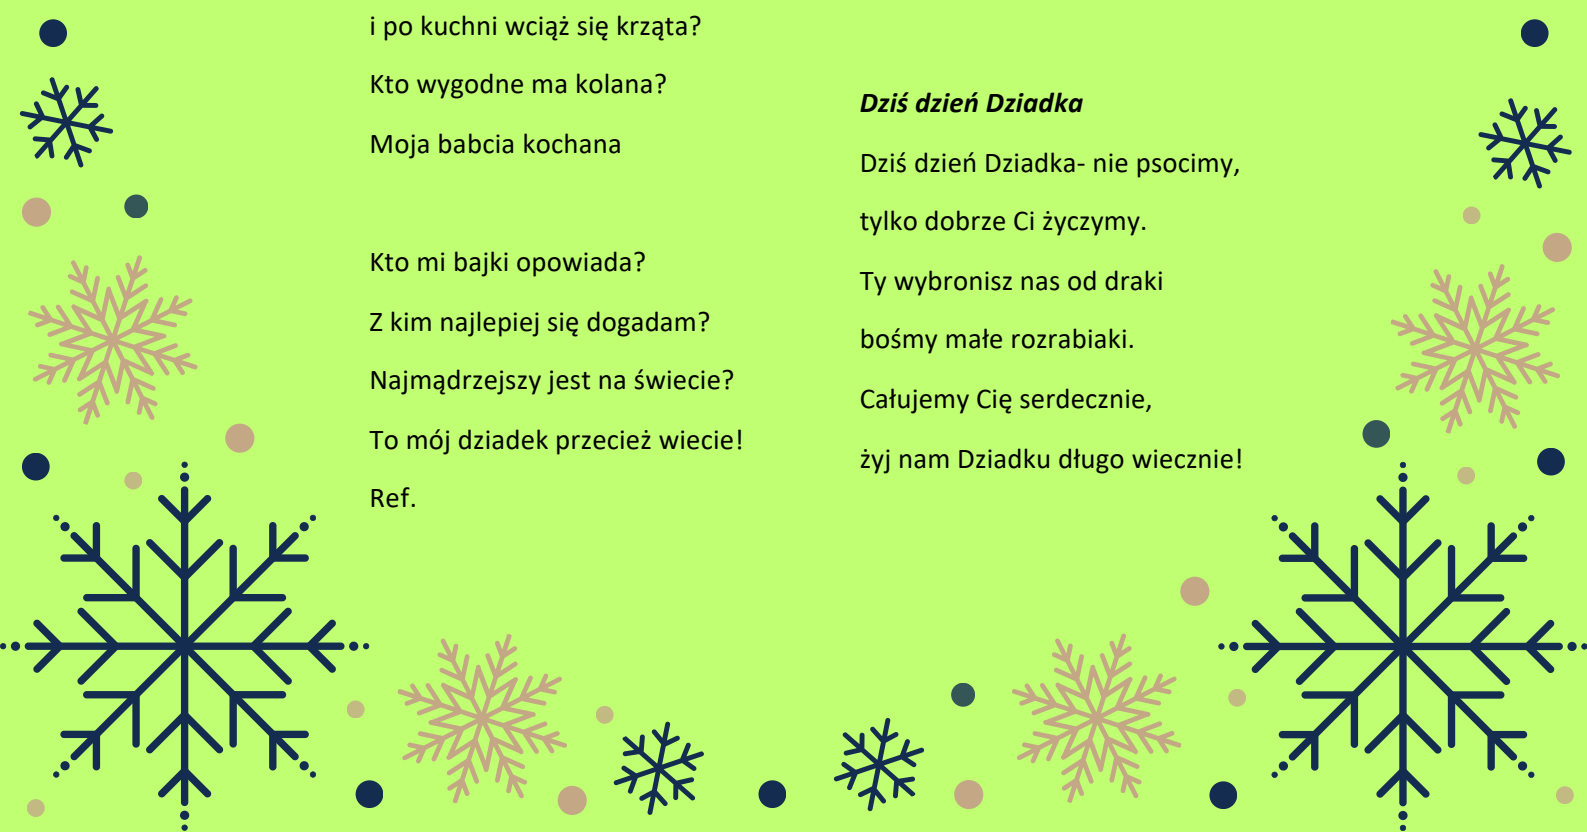 i po kuchni wciąż się krząta?
Kto wygodne ma kolana?
Moja babcia kochana
Kto mi bajki opowiada?
Z kim najlepiej się dogadam?
Najmądrzejszy jest na świecie?
To mój dziadek przecież wiecie!
Ref.
Dziś dzień Dziadka
Dziś dzień Dziadka- nie psocimy,
tylko dobrze Ci życzymy.
Ty wybronisz nas od draki
bośmy małe rozrabiaki.
Całujemy Cię serdecznie,
żyj nam Dziadku długo wiecznie!